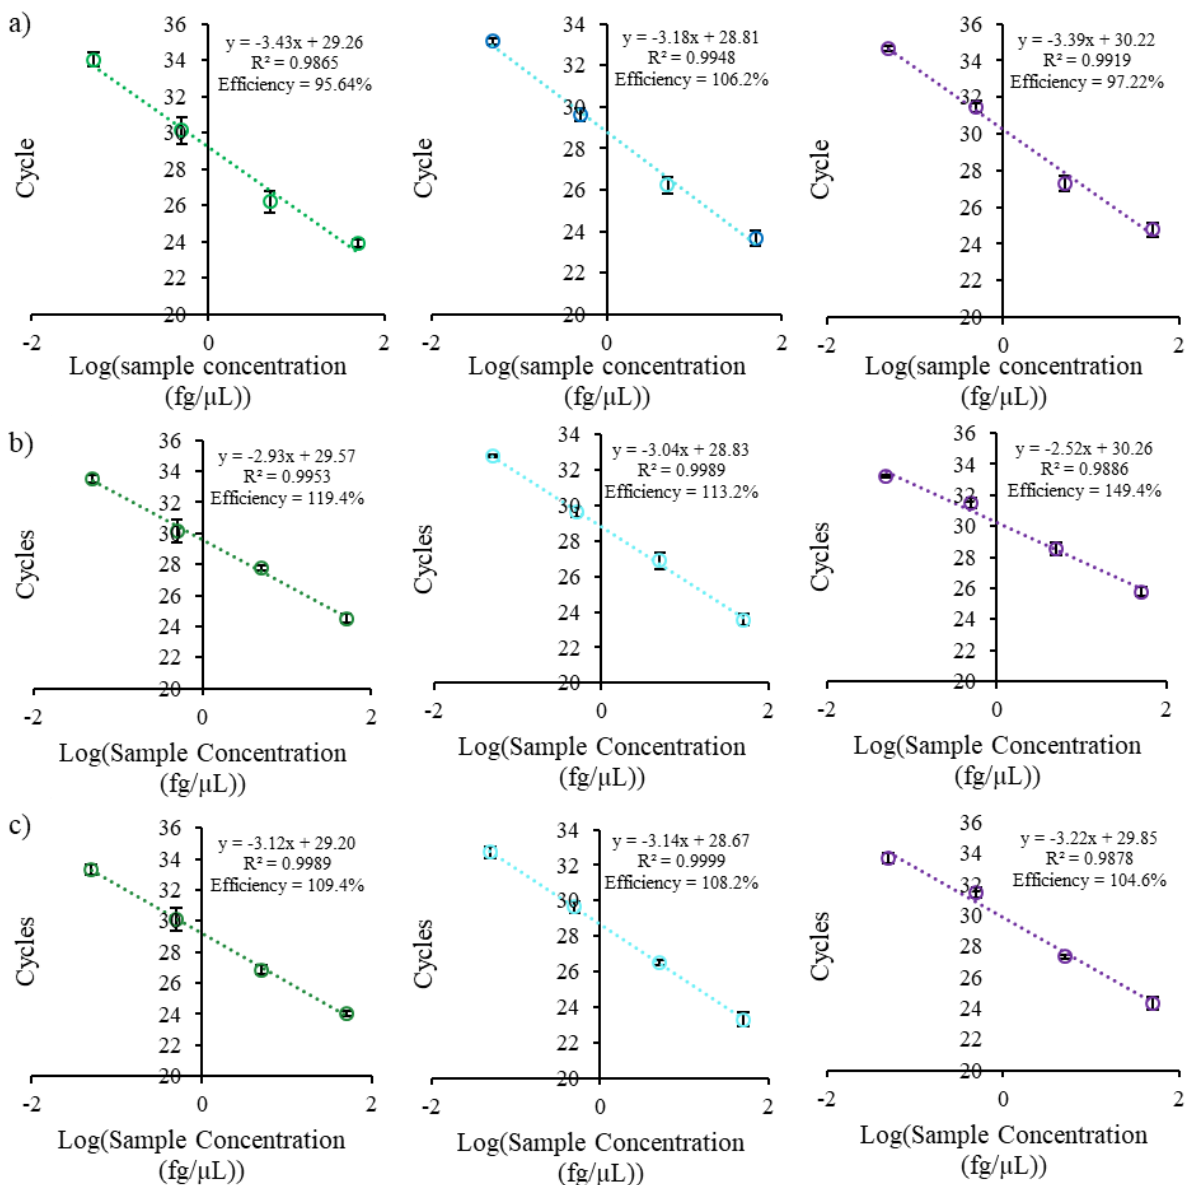 a)
36
34
32
30
28
26
24
22
20
-2
0
2
y = -3.43x + 29.26
R² = 0.9865
Efficiency = 95.64%
Cycle
Log(sample concentration
(fg/μL))
34
32
30
28
26
24
22
20
-2
0
2
y = -3.18x + 28.81
R² = 0.9948
Efficiency = 106.2%
Cycle
Log(sample concentration
(fg/μL))
36
34
32
30
28
26
24
22
20
-2
0
2
y = -3.39x + 30.22
R² = 0.9919
Efficiency = 97.22%
Cycle
Log(sample concentration
(fg/μL))
b)
36
34
32
30
28
26
24
22
20
-2
0
2
y = -2.93x + 29.57
R² = 0.9953
Efficiency = 119.4%
Cycles
Log(Sample Concentration
(fg/μL))
34
32
30
28
26
24
22
20
-2
0
2
y = -3.04x + 28.83
R² = 0.9989
Efficiency = 113.2%
Cycles
Log(Sample Concentration
(fg/μL))
36
34
32
30
28
26
24
22
20
-2
0
2
y = -2.52x + 30.26
R² = 0.9886
Efficiency = 149.4%
Cycles
Log(Sample Concentration
(fg/μL))
c)
36
34
32
30
28
26
24
22
20
-2
0
2
y = -3.12x + 29.20
R² = 0.9989
Efficiency = 109.4%
Cycles
Log(Sample Concentration
(fg/μL))
34
32
30
28
26
24
22
20
-2
0
2
y = -3.14x + 28.67
R² = 0.9999
Efficiency = 108.2%
Cycles
Log(Sample Concentration
(fg/μL))
36
34
32
30
28
26
24
22
20
-2
0
2
y = -3.22x + 29.85
R² = 0.9878
Efficiency = 104.6%
Cycles
Log(Sample Concentration
(fg/μL))